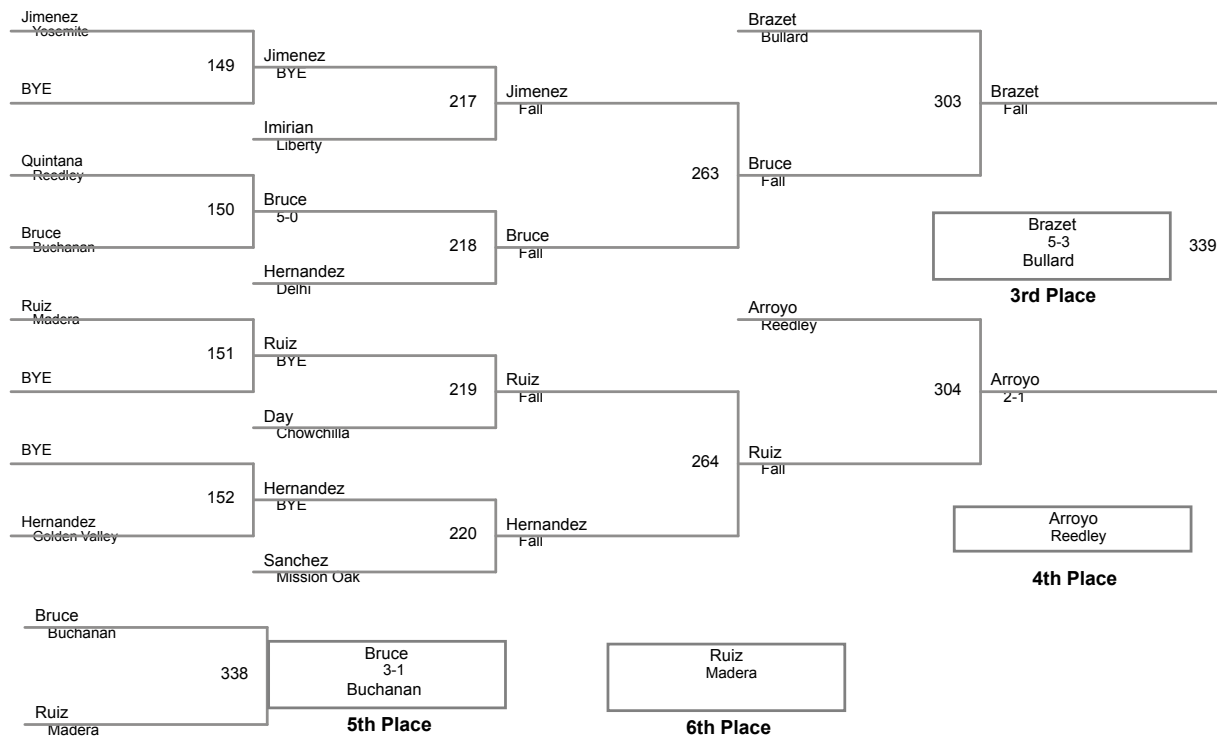 Jimenez
Yosemite
149
BYE
Jimenez
BYE
217
Imirian
Liberty
Jimenez
Fall
Quintana
Reedley
150
Bruce
Buchanan
Bruce
5-0
218
Hernandez
Delhi
Bruce
Fall
263
Ruiz
Madera
151
BYE
Ruiz
BYE
219
Day
Chowchilla
Ruiz
Fall
BYE
152
Hernandez
Golden Valley
Hernandez
BYE
220
Sanchez
Mission Oak
Hernandez
Fall
264
Brazet
Bullard
303
Bruce
Fall
Brazet
Fall
Brazet
5-3
Bullard
339
3rd Place
Arroyo
Reedley
304
Ruiz
Fall
Arroyo
2-1
Arroyo
Reedley
4th Place
Bruce
Buchanan
338
Ruiz
Madera
Bruce
3-1
Buchanan
5th Place
Ruiz
Madera
6th Place